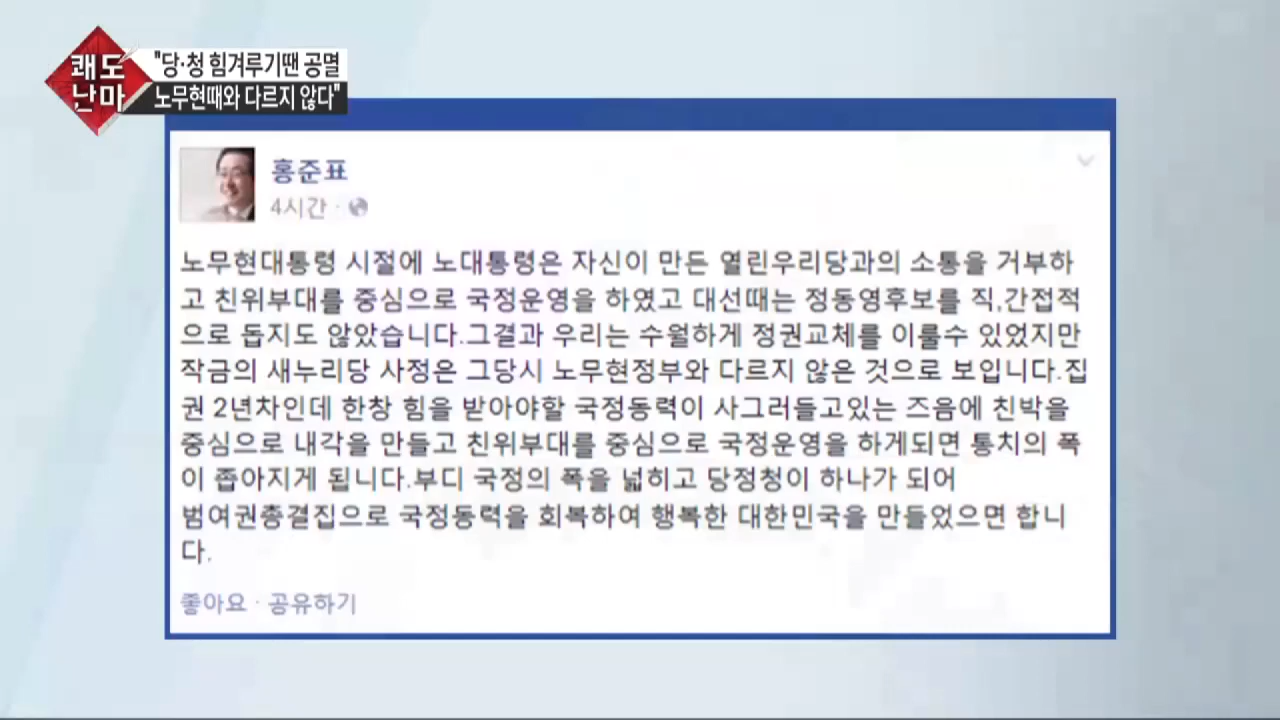 쾌도
난마
"당·청 힘겨루기땐 공멸
노무현때와 다르지 않다"
홍준표
4시간 ·
노무현대통령 시절에 노대통령은 자신이 만든 열린우리당과의 소통을 거부하
고 친위부대를 중심으로 국정운영을 하였고 대선때는 정동영후보를 직,간접적
으로 돕지도 않았습니다.그결과 우리는 수월하게 정권교체를 이룰수 있었지만
작금의 새누리당 사정은 그당시 노무현정부와 다르지 않은 것으로 보입니다.집
권 2년차인데 한창 힘을 받아야할 국정동력이 사그러들고있는 즈음에 친박을
중심으로 내각을 만들고 친위부대를 중심으로 국정운영을 하게되면 통치의 폭
이 좁아지게 됩니다.부디 국정의 폭을 넓히고 당정청이 하나가 되어
범여권총결집으로 국정동력을 회복하여 행복한 대한민국을 만들었으면 합니
다.
좋아요 · 공유하기